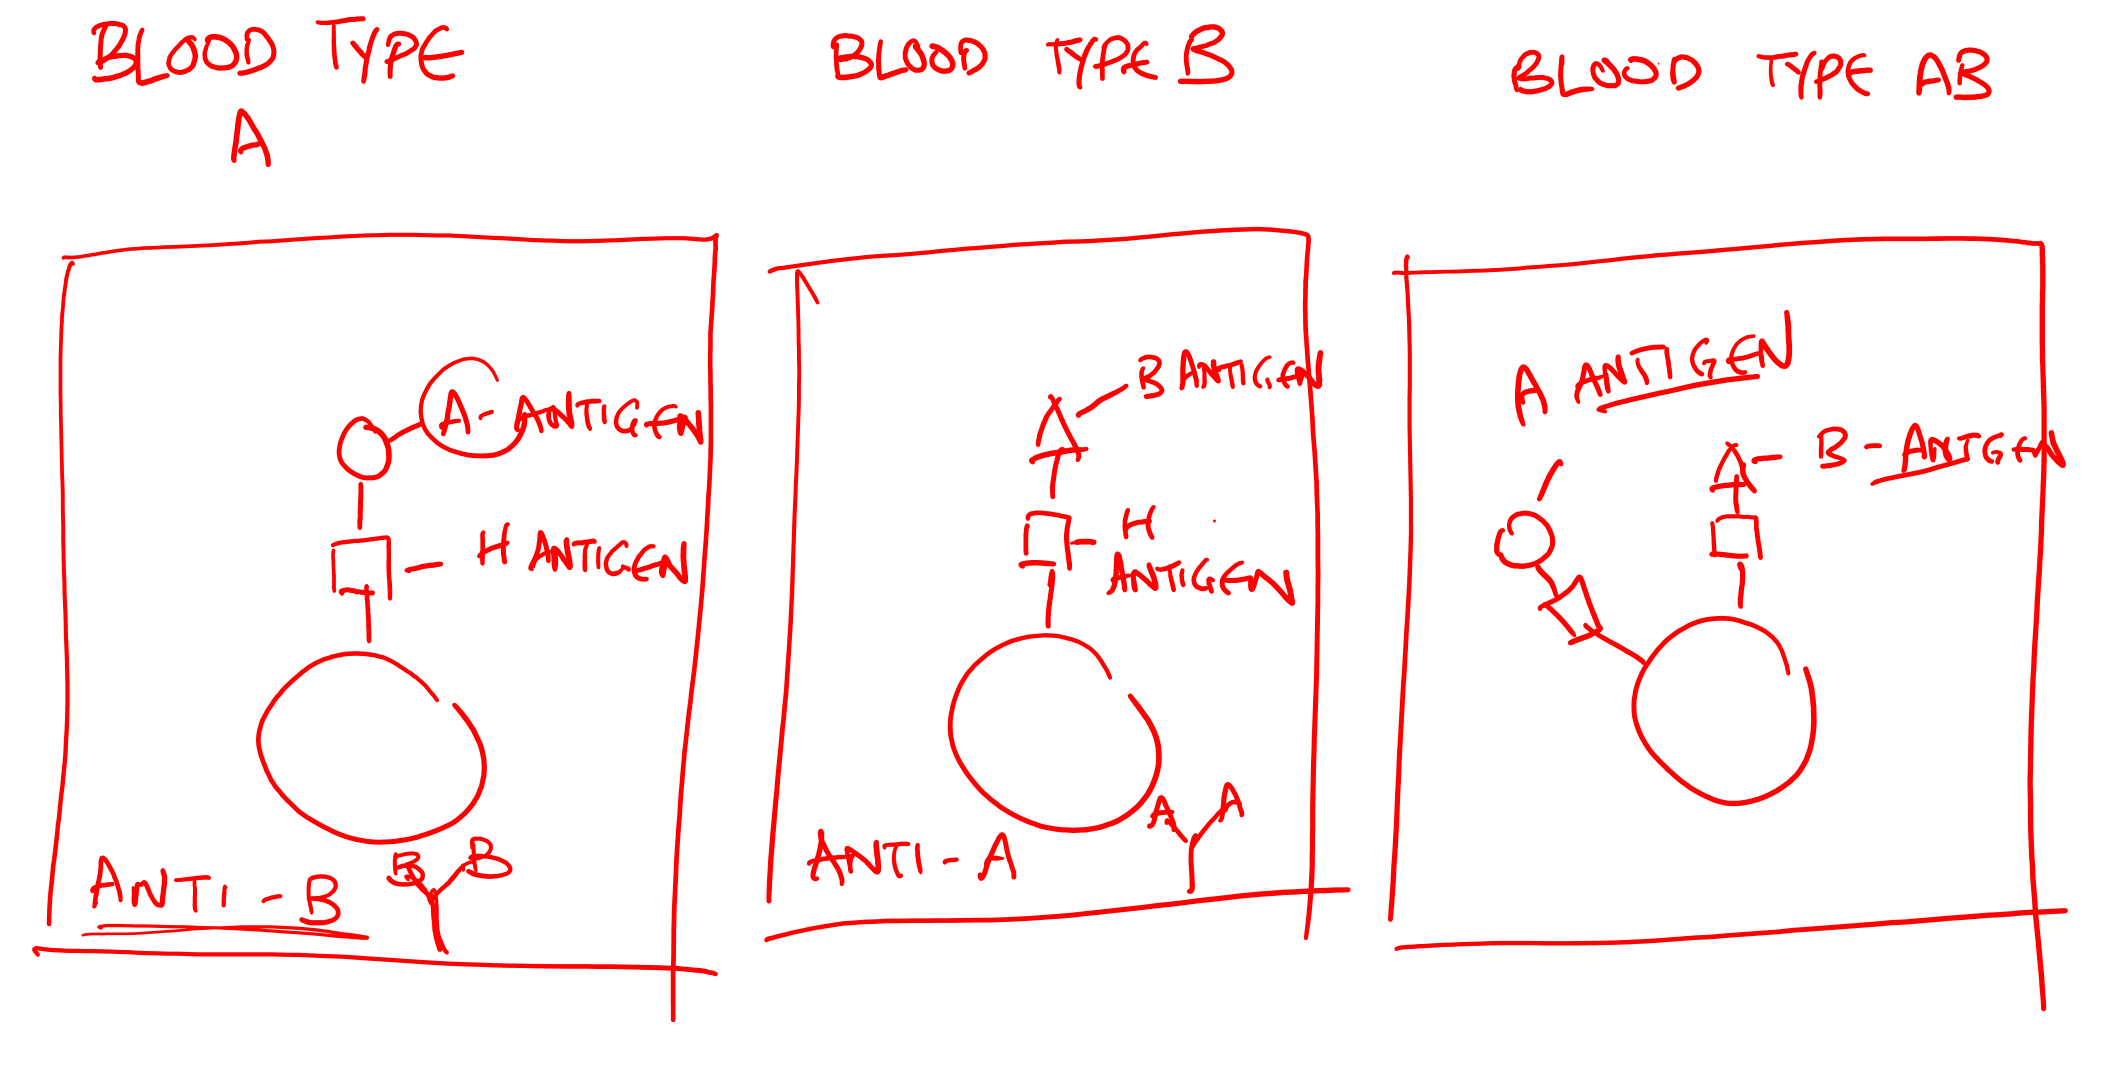 BLOOD TYPE
A
A- ANTIGEN
H ANTIGEN
ANTI-B
B B
BLOOD TYPE B
B ANTIGEN
H
ANTIGEN
ANTI-A
A A
BLOOD TYPE AB
A ANTIGEN
B-ANTIGEN